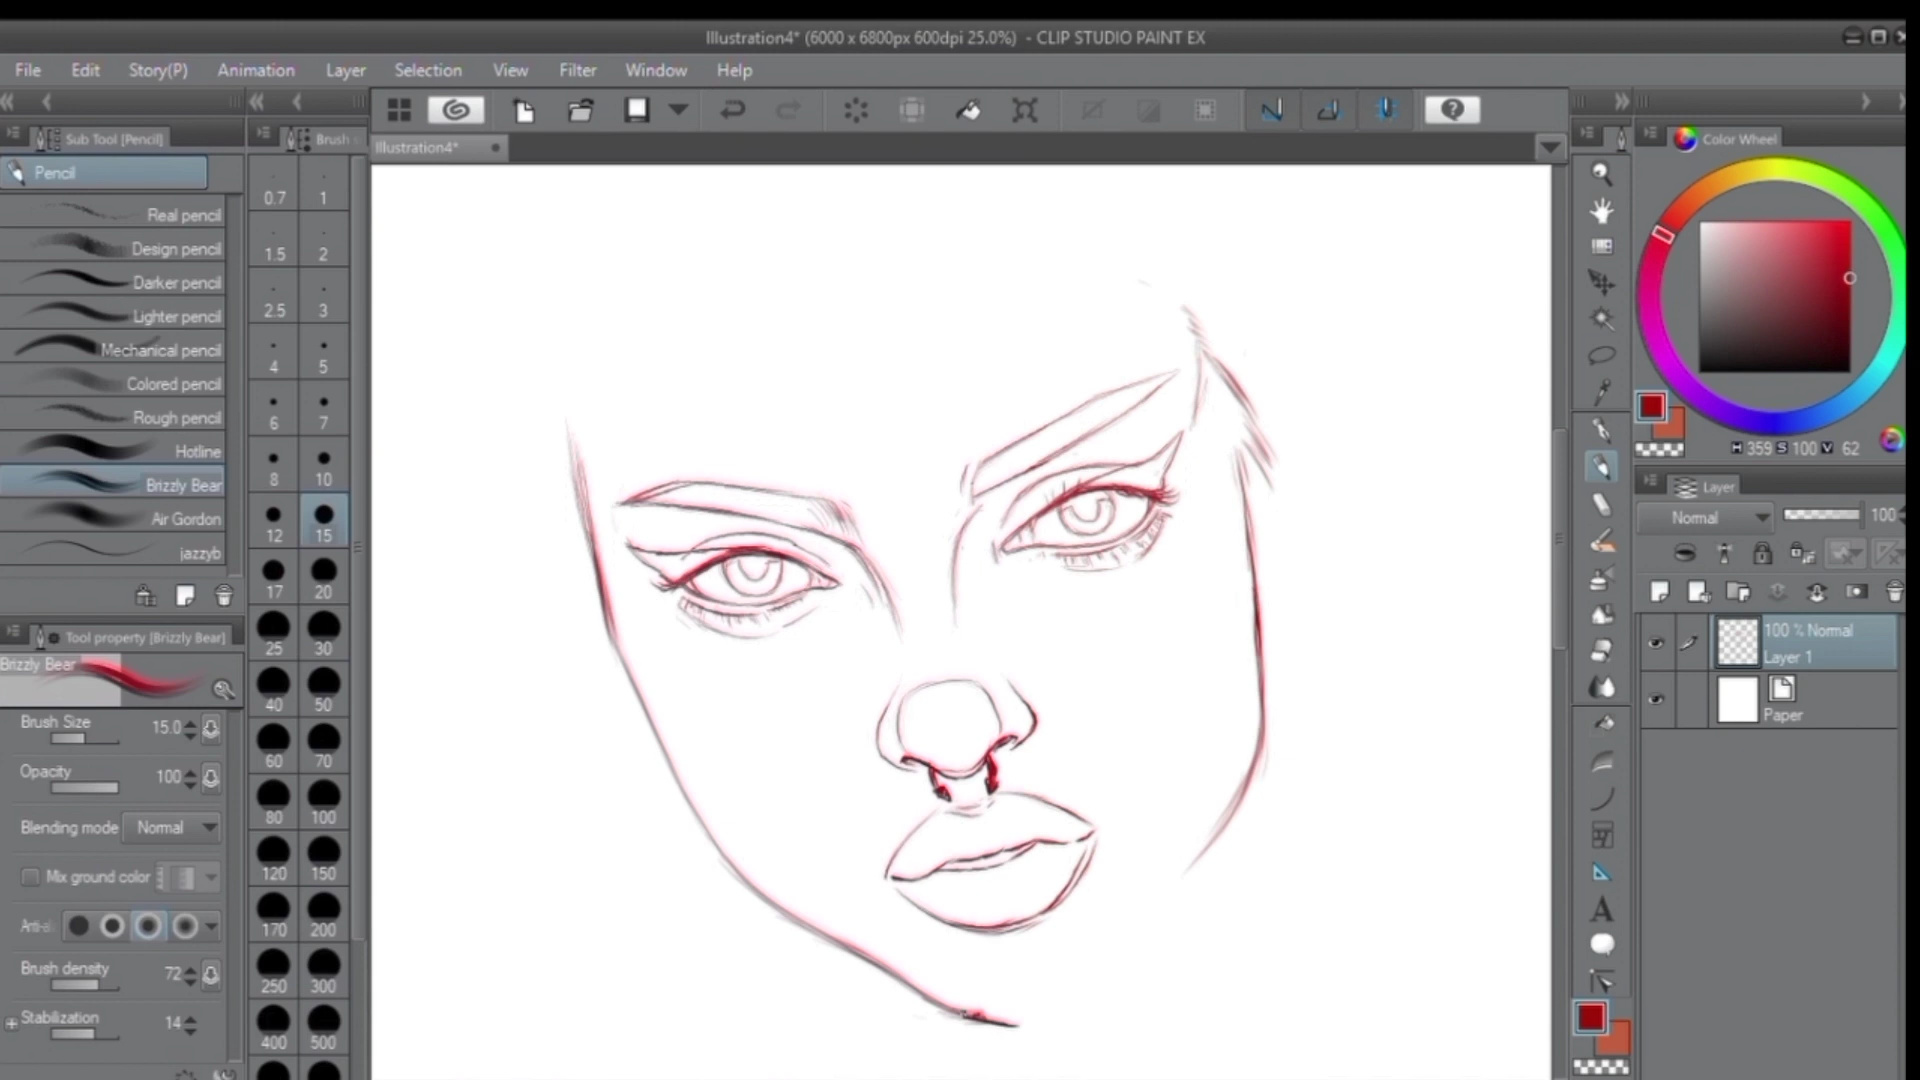 Illustration4* (6000 x 6800px 600dpi 25.0%) - CLIP STUDIO PAINT EX
File Edit Story(P) Animation Layer Selection View Filter Window Help
Sub Tool [Pencil]
Brush
Illustration4*
Color Wheel
Pencil
Real pencil
Design pencil
Darker pencil
Lighter pencil
Mechanical pencil
Colored pencil
Rough pencil
Hotline
Brizzly Bear
Air Gordon
jazzyb
0.7 1
1.5 2
2.5 3
4 5
6 7
8 10
12 15
17 20
25 30
40 50
60 70
80 100
120 150
170 200
250 300
400 500
Tool property [Brizzly Bear]
Brizzly Bear
Brush Size 15.0
Opacity 100
Blending mode Normal
Mix ground color
Brush density 72
Stabilization 14
H 359 S 100 V 62
Layer
Normal 100
100 % Normal
Layer 1
Paper
A